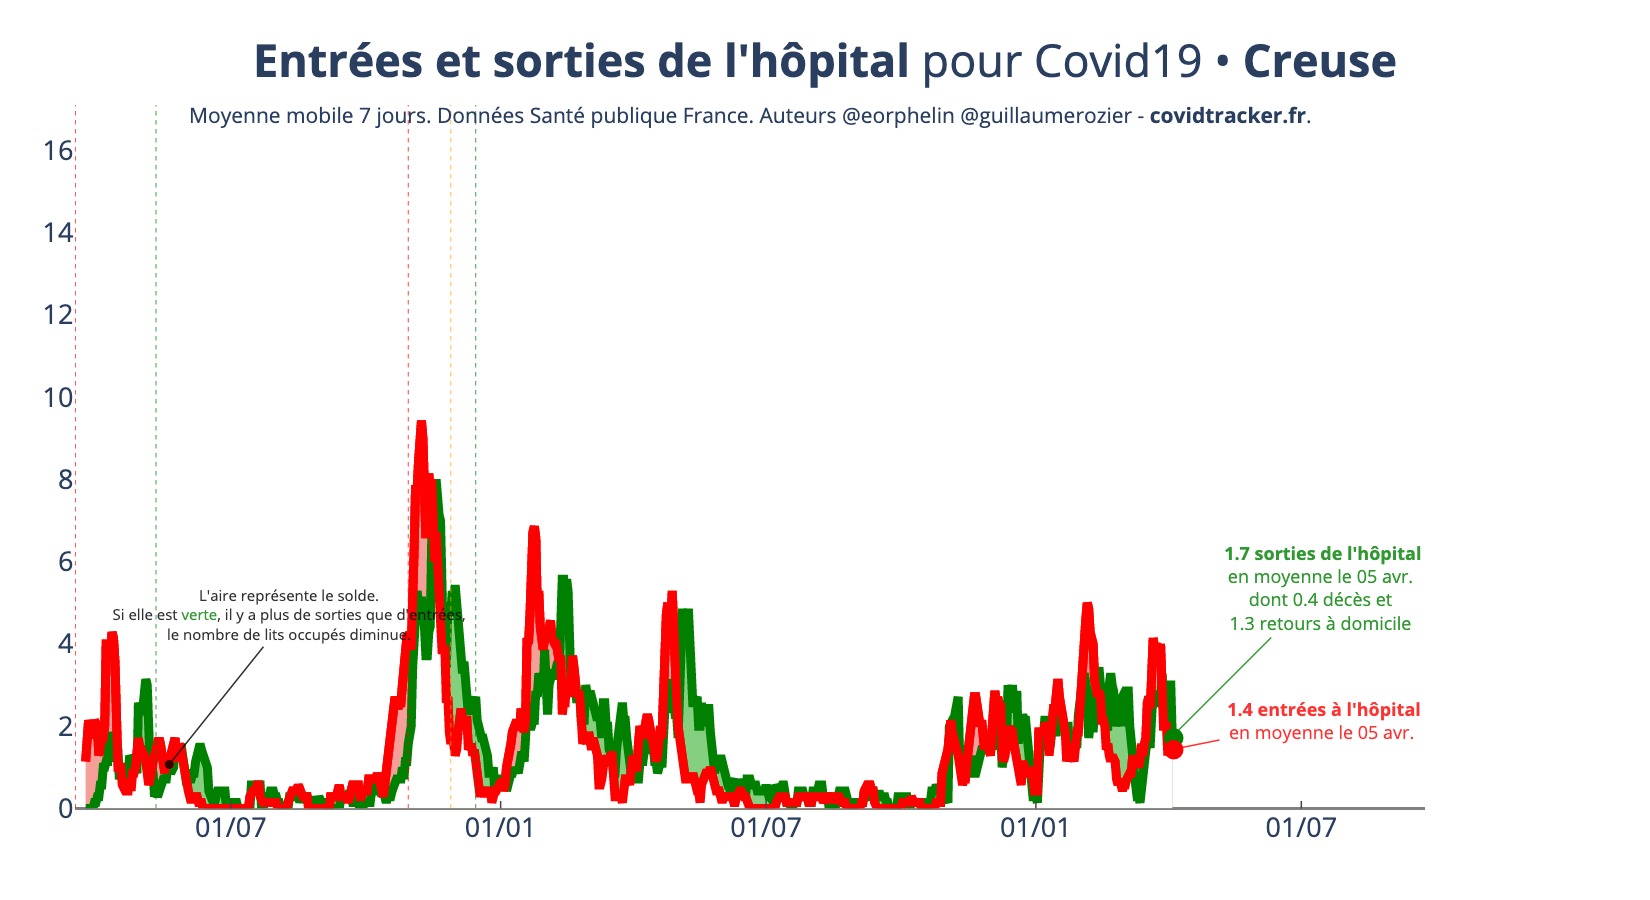 Entrées et sorties de l'hôpital pour Covid19 • Creuse
Moyenne mobile 7 jours. Données Santé publique France. Auteurs @eorphelin @guillaumerozier - covidtracker.fr.
16
14
12
10
8
6
4
2
0
L'aire représente le solde.
Si elle est verte, il y a plus de sorties que d'entrées,
le nombre de lits occupés diminue.
1.7 sorties de l'hôpital
en moyenne le 05 avr.
dont 0.4 décès et
1.3 retours à domicile
1.4 entrées à l'hôpital
en moyenne le 05 avr.
01/07
01/01
01/07
01/01
01/07